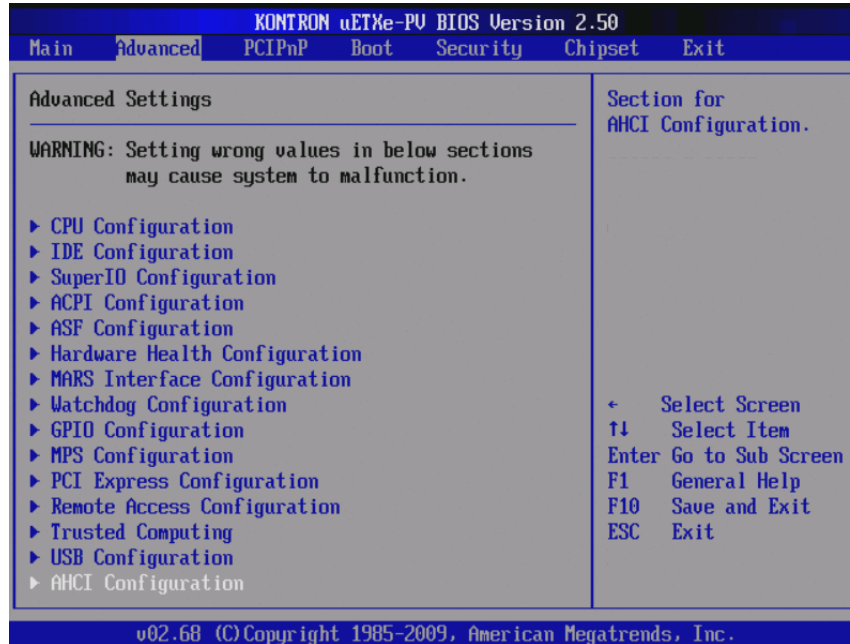 KONTRON uETXe-PV BIOS Version 2.50
Main Advanced PCIPnP Boot Security Chipset Exit
Advanced Settings
WARNING: Setting wrong values in below sections
may cause system to malfunction.
▶ CPU Configuration
▶ IDE Configuration
▶ SuperIO Configuration
▶ ACPI Configuration
▶ ASF Configuration
▶ Hardware Health Configuration
▶ MARS Interface Configuration
▶ Watchdog Configuration
▶ GPIO Configuration
▶ MPS Configuration
▶ PCI Express Configuration
▶ Remote Access Configuration
▶ Trusted Computing
▶ USB Configuration
▶ AHCI Configuration
Section for
AHCI Configuration.
← Select Screen
↑↓ Select Item
Enter Go to Sub Screen
F1 General Help
F10 Save and Exit
ESC Exit
v02.68 (C)Copyright 1985-2009, American Megatrends, Inc.